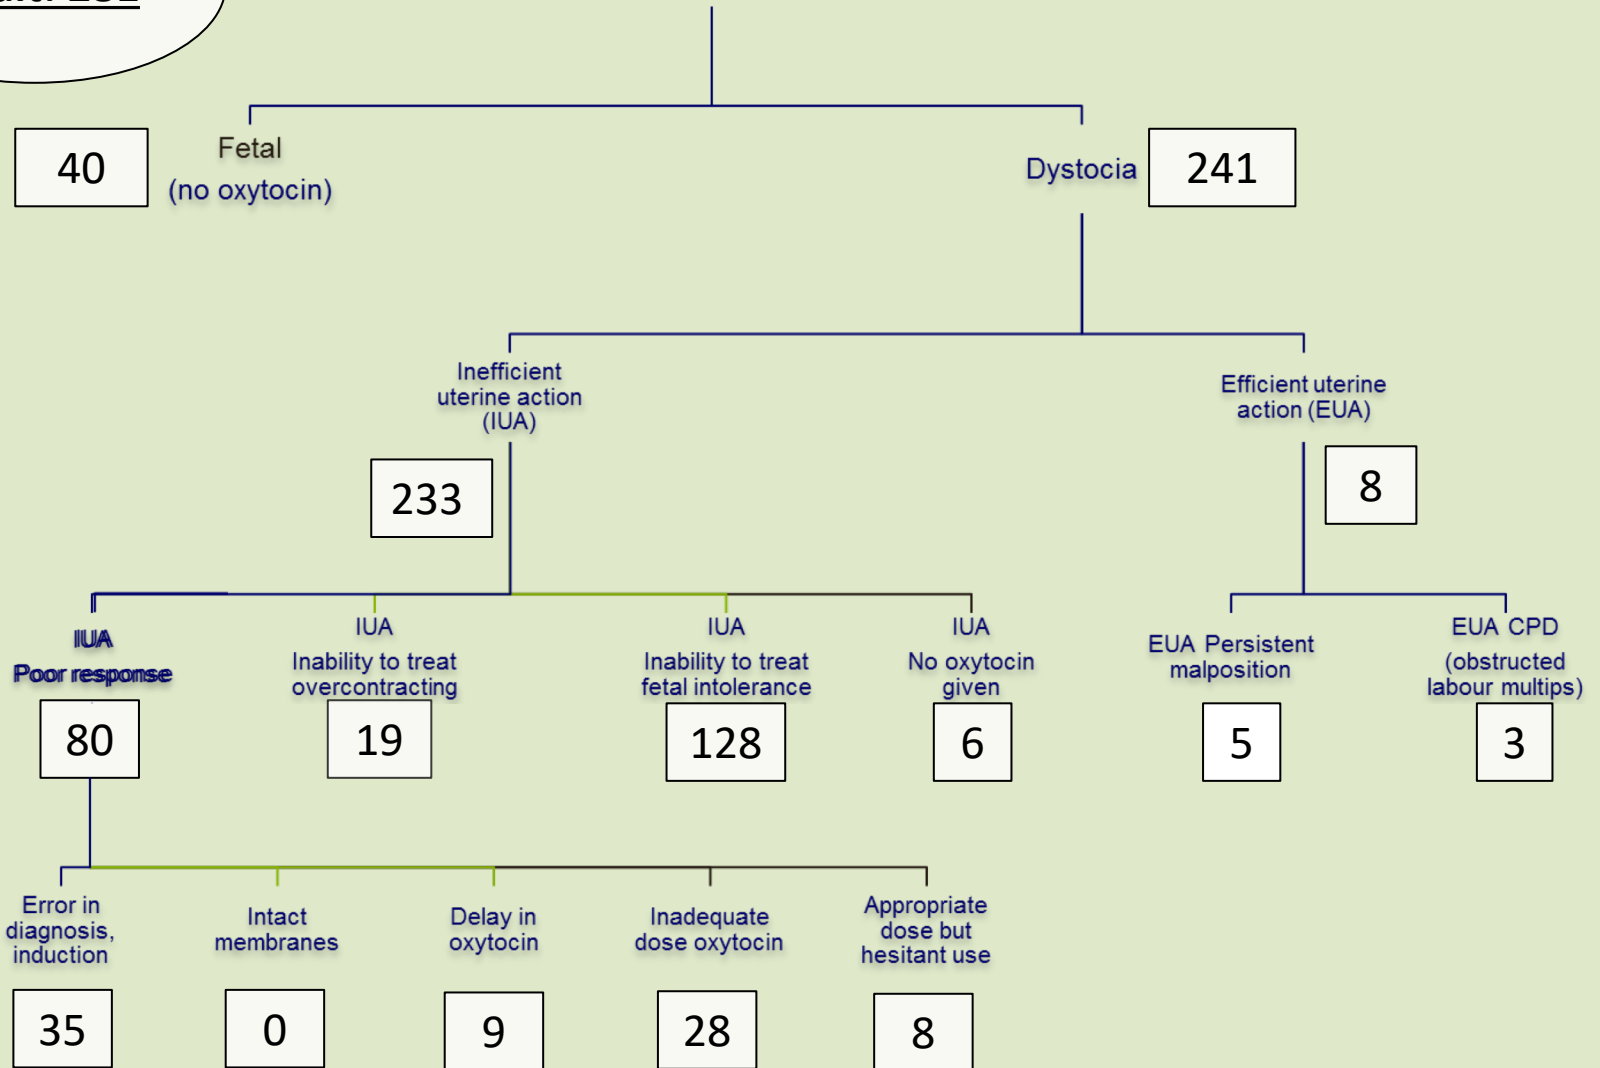 40
Fetal
(no oxytocin)
Dystocia
241
Inefficient
uterine action
(IUA)
Efficient uterine
action (EUA)
233
8
IUA
Poor response
IUA
Inability to treat
overcontracting
IUA
Inability to treat
fetal intolerance
IUA
No oxytocin
given
EUA Persistent
malposition
EUA CPD
(obstructed
labour multips)
80
19
128
6
5
3
Error in
diagnosis,
induction
Intact
membranes
Delay in
oxytocin
Inadequate
dose oxytocin
Appropriate
dose but
hesitant use
35
0
9
28
8